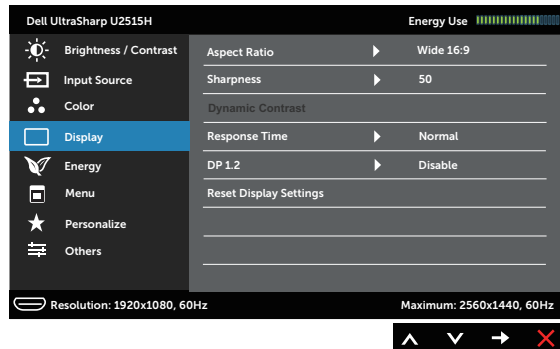 Dell UltraSharp U2515H Energy Use
Brightness / Contrast
Input Source
Color
Display
Energy
Menu
Personalize
Others
Aspect Ratio Wide 16:9
Sharpness 50
Dynamic Contrast
Response Time Normal
DP 1.2 Disable
Reset Display Settings
Resolution: 1920x1080, 60Hz Maximum: 2560x1440, 60Hz